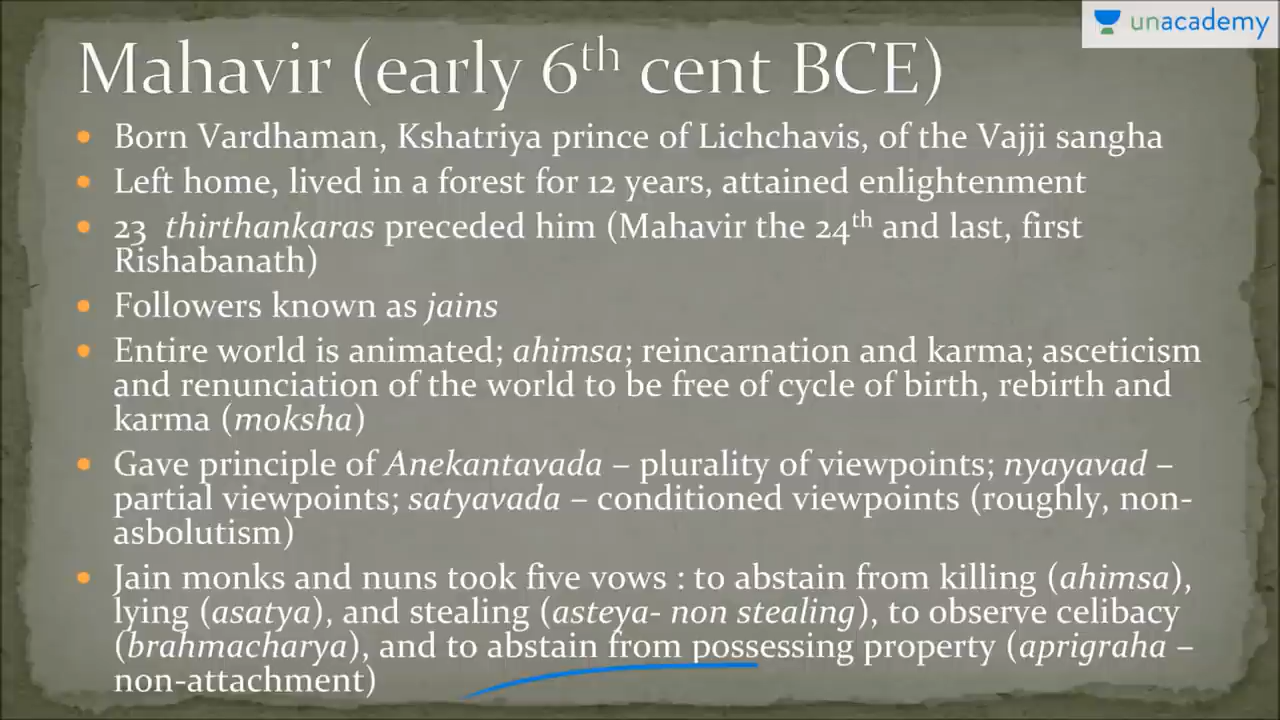 unacademy
Mahavir (early 6th cent BCE)
• Born Vardhaman, Kshatriya prince of Lichchavis, of the Vajji sangha
• Left home, lived in a forest for 12 years, attained enlightenment
• 23 thirthankaras preceded him (Mahavir the 24th and last, first
Rishabanath)
• Followers known as jains
• Entire world is animated; ahimsa; reincarnation and karma; asceticism
and renunciation of the world to be free of cycle of birth, rebirth and
karma (moksha)
• Gave principle of Anekantavada – plurality of viewpoints; nyayavad –
partial viewpoints; satyavada – conditioned viewpoints (roughly, non-
asbolutism)
• Jain monks and nuns took five vows : to abstain from killing (ahimsa),
lying (asatya), and stealing (asteya- non stealing), to observe celibacy
(brahmacharya), and to abstain from possessing property (aprigraha –
non-attachment)